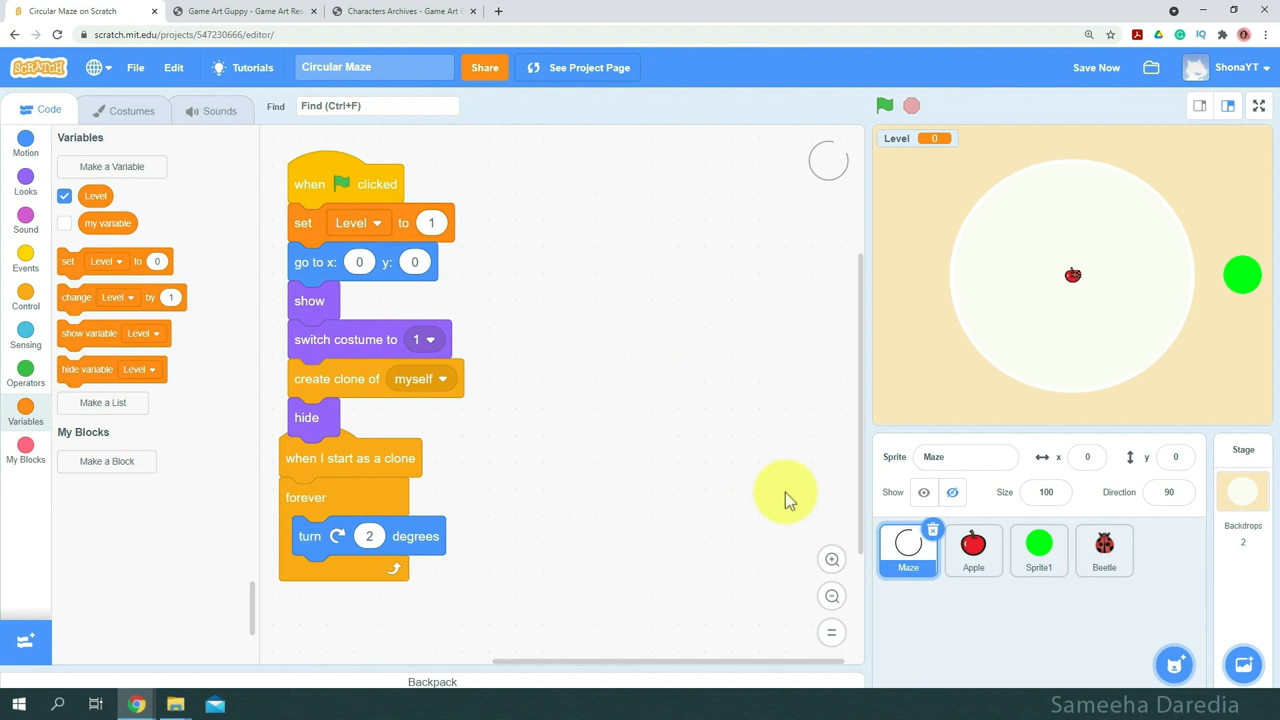 Circular Maze on Scratch
Game Art Guppy - Game Art Res
Characters Archives - Game Art G
scratch.mit.edu/projects/547230666/editor/
SCRATCH
File
Edit
Tutorials
Circular Maze
Share
See Project Page
Save Now
ShonaYT
Code
Costumes
Sounds
Find
Find (Ctrl+F)
Motion
Looks
Sound
Events
Control
Sensing
Operators
Variables
My Blocks
Variables
Make a Variable
Level
my variable
set Level to 0
change Level by 1
show variable Level
hide variable Level
Make a List
My Blocks
Make a Block
when clicked
set Level to 1
go to x: 0 y: 0
show
switch costume to 1
create clone of myself
hide
when I start as a clone
forever
turn 2 degrees
Backpack
Level 0
Sprite Maze x 0 y 0
Show Size 100 Direction 90
Maze
Apple
Sprite1
Beetle
Stage
Backdrops
2
Sameeha Daredia